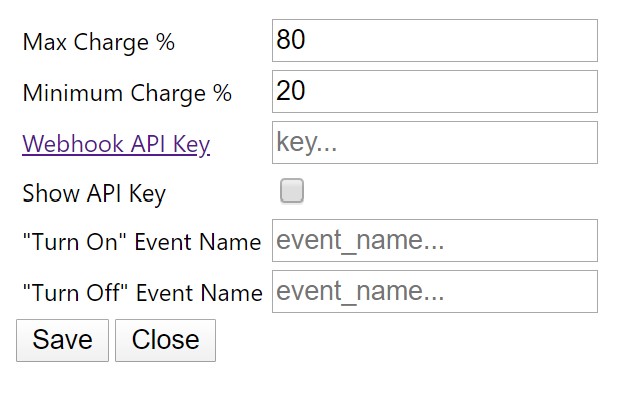 Max Charge % 80
Minimum Charge % 20
Webhook API Key key...
Show API Key
"Turn On" Event Name event_name...
"Turn Off" Event Name event_name...
Save Close